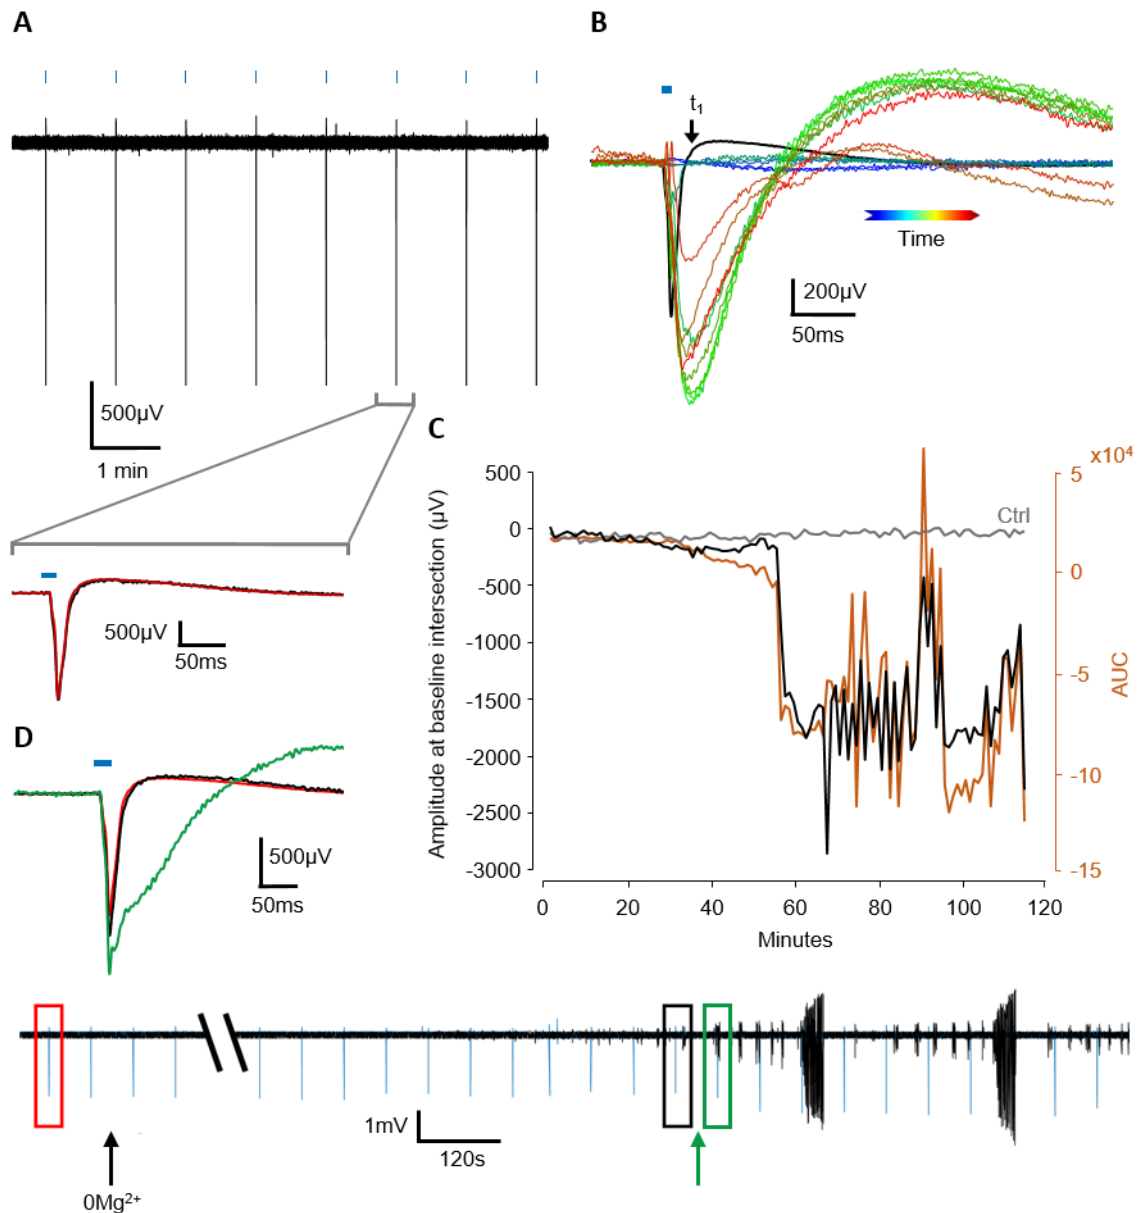 A
B
t1
Time
200µV
50ms
500µV
1 min
C
x10⁴
500
0
-500
-1000
-1500
-2000
-2500
-3000
Amplitude at baseline intersection (µV)
Ctrl
5
0
-5
-10
-15
AUC
0
20
40
60
80
100
120
Minutes
500µV
50ms
D
500µV
50ms
1mV
120s
0Mg²⁺